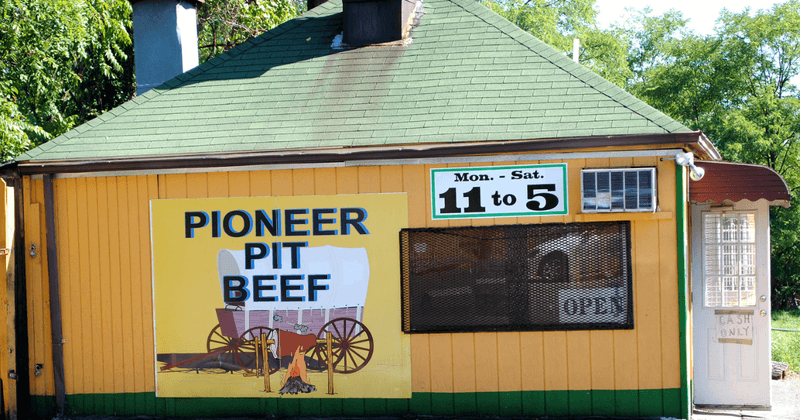 Mon. - Sat.
11 to 5
PIONEER
PIT
BEEF
OPEN
CASH
ONLY